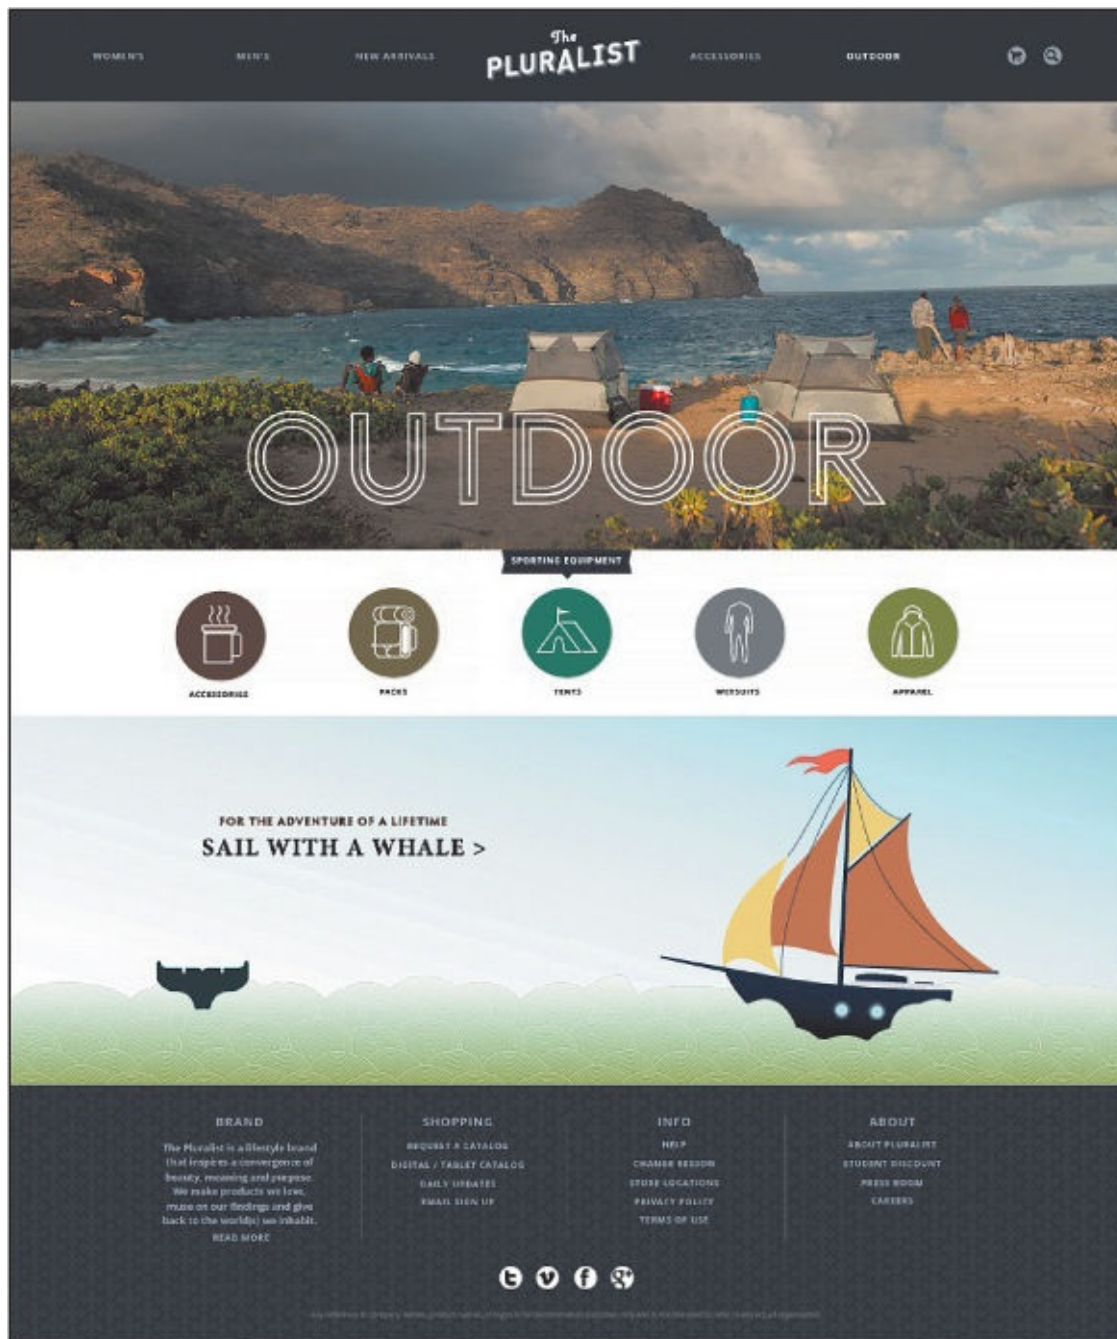 WOMEN'S
MEN'S
NEW ARRIVALS
The
PLURALIST
ACCESSORIES
OUTDOOR
OUTDOOR
SPORTING EQUIPMENT
ACCESSORIES
PACKS
TENTS
WETSUITS
APPAREL
FOR THE ADVENTURE OF A LIFETIME
SAIL WITH A WHALE >
BRAND
The Pluralist is a lifestyle brand
that inspires a convergence of
beauty, meaning and purpose.
We make products we love,
muse on our findings and give
back to the world(s) we inhabit.
READ MORE
SHOPPING
REQUEST A CATALOG
DIGITAL / TABLET CATALOG
DAILY UPDATES
EMAIL SIGN UP
INFO
HELP
CHANGE REGION
STORE LOCATIONS
PRIVACY POLICY
TERMS OF USE
ABOUT
ABOUT PLURALIST
STUDENT DISCOUNT
PRESS ROOM
CAREERS